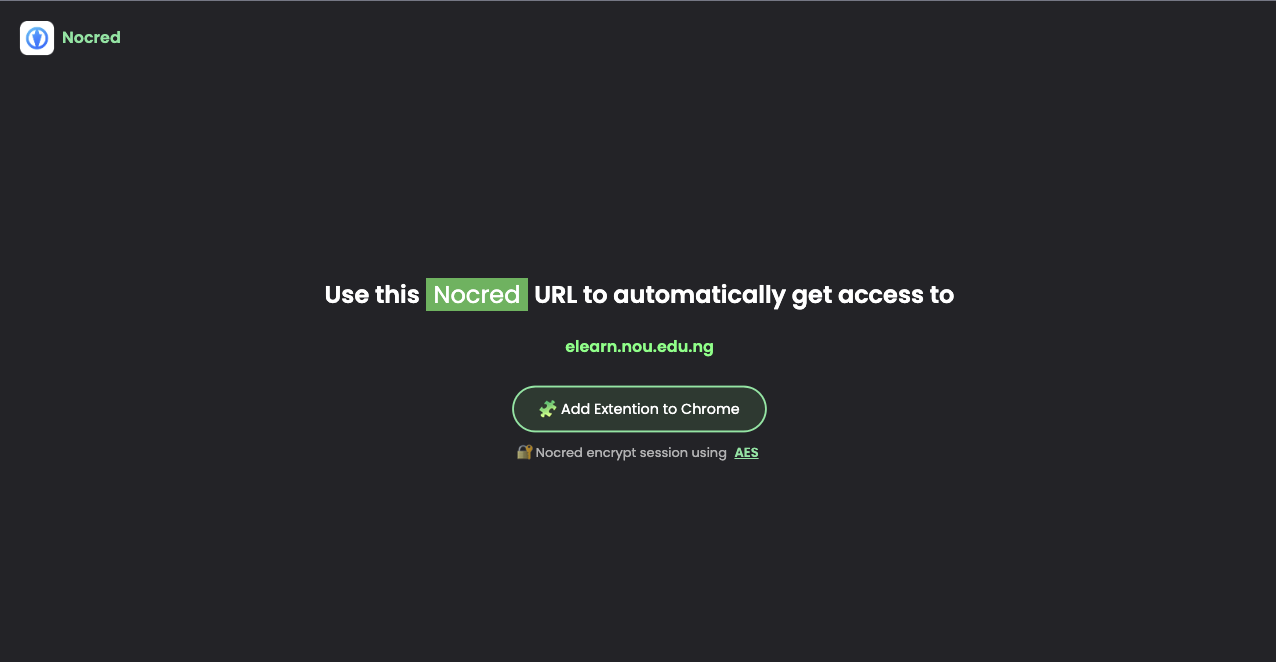 Nocred
Use this Nocred URL to automatically get access to
elearn.nou.edu.ng
Add Extention to Chrome
Nocred encrypt session using AES